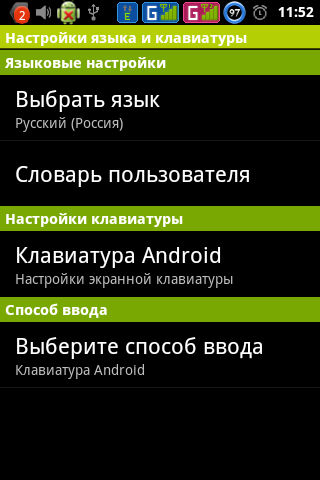 2 E G G 97 11:52
Настройки языка и клавиатуры
Языковые настройки
Выбрать язык
Русский (Россия)
Словарь пользователя
Настройки клавиатуры
Клавиатура Android
Настройки экранной клавиатуры
Способ ввода
Выберите способ ввода
Клавиатура Android